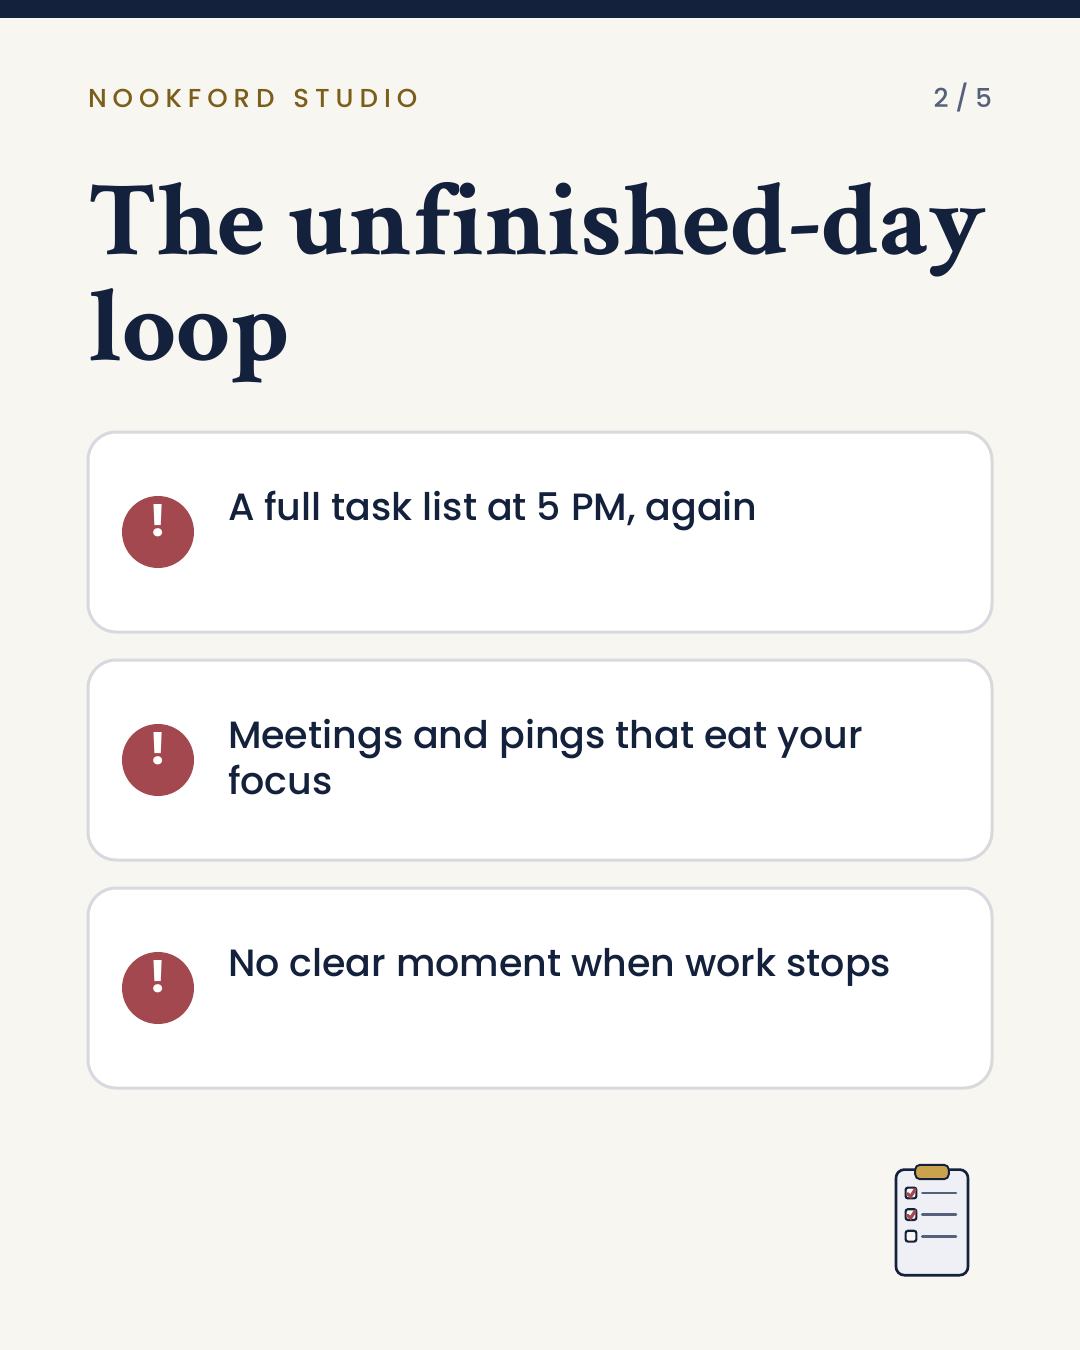 NOOKFORD STUDIO
2 / 5
The unfinished-day
loop
!
A full task list at 5 PM, again
!
Meetings and pings that eat your
focus
!
No clear moment when work stops